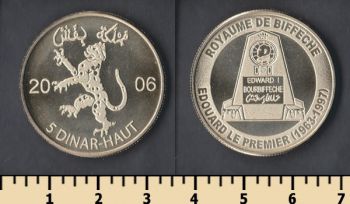 20 06
5 DINAR-HAUT
ROYAUME DE BIFFECHE
EDWARD I
BOURBIFFECHE
EDOUARD LE PREMIER (1963-1997)
1 2 3 4 5 6 7